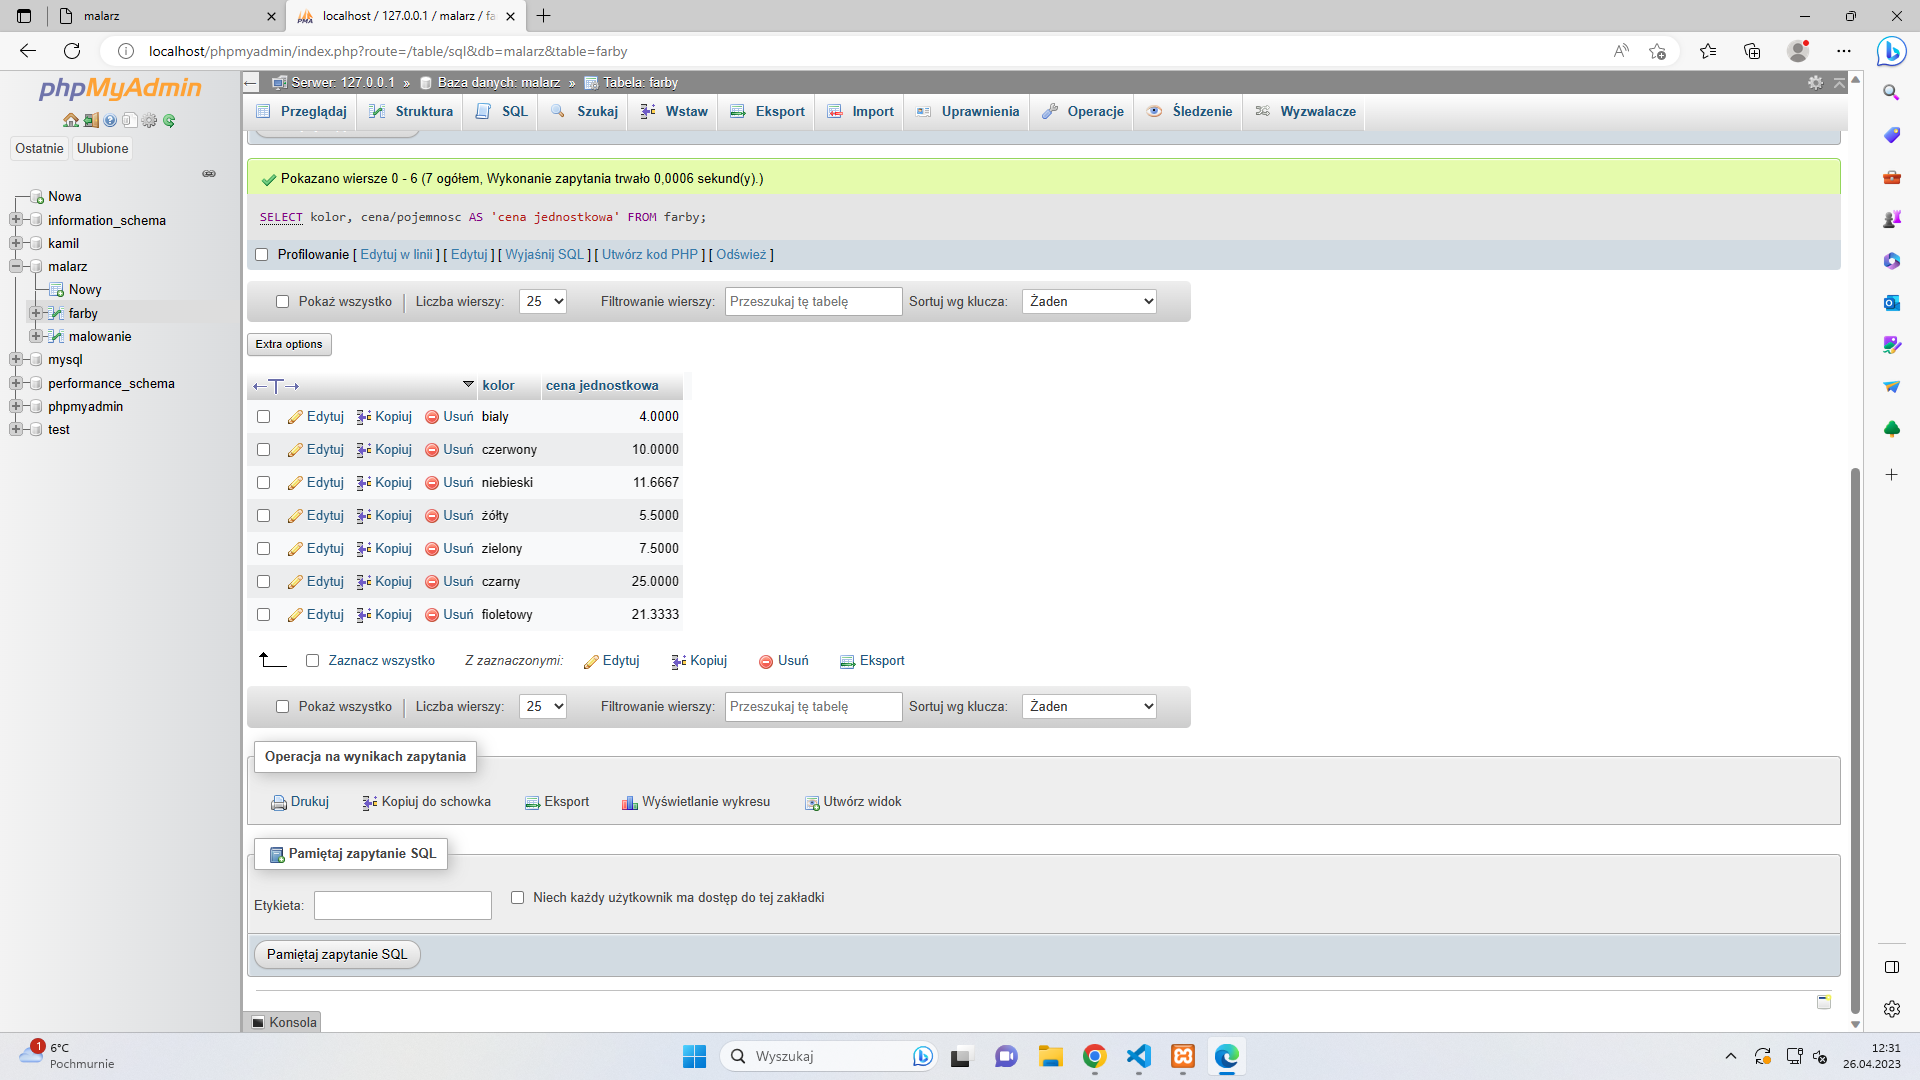 malarz
localhost / 127.0.0.1 / malarz / fa
localhost/phpmyadmin/index.php?route=/table/sql&db=malarz&table=farby
phpMyAdmin
Ostatnie Ulubione
Nowa
information_schema
kamil
malarz
Nowy
farby
malowanie
mysql
performance_schema
phpmyadmin
test
Serwer: 127.0.0.1 » Baza danych: malarz » Tabela: farby
Przeglądaj Struktura SQL Szukaj Wstaw Eksport Import Uprawnienia Operacje Śledzenie Wyzwalacze
Pokazano wiersze 0 - 6 (7 ogółem, Wykonanie zapytania trwało 0,0006 sekund(y).)
SELECT kolor, cena/pojemnosc AS 'cena jednostkowa' FROM farby;
Profilowanie [ Edytuj w linii ] [ Edytuj ] [ Wyjaśnij SQL ] [ Utwórz kod PHP ] [ Odśwież ]
Pokaż wszystko | Liczba wierszy: 25 Filtrowanie wierszy: Przeszukaj tę tabelę Sortuj wg klucza: Żaden
Extra options
←T→ kolor cena jednostkowa
Edytuj Kopiuj Usuń bialy 4.0000
Edytuj Kopiuj Usuń czerwony 10.0000
Edytuj Kopiuj Usuń niebieski 11.6667
Edytuj Kopiuj Usuń żółty 5.5000
Edytuj Kopiuj Usuń zielony 7.5000
Edytuj Kopiuj Usuń czarny 25.0000
Edytuj Kopiuj Usuń fioletowy 21.3333
Zaznacz wszystko Z zaznaczonymi: Edytuj Kopiuj Usuń Eksport
Pokaż wszystko | Liczba wierszy: 25 Filtrowanie wierszy: Przeszukaj tę tabelę Sortuj wg klucza: Żaden
Operacja na wynikach zapytania
Drukuj Kopiuj do schowka Eksport Wyświetlanie wykresu Utwórz widok
Pamiętaj zapytanie SQL
Etykieta: Niech każdy użytkownik ma dostęp do tej zakładki
Pamiętaj zapytanie SQL
Konsola
1
6°C
Pochmurnie
Wyszukaj
12:31
26.04.2023